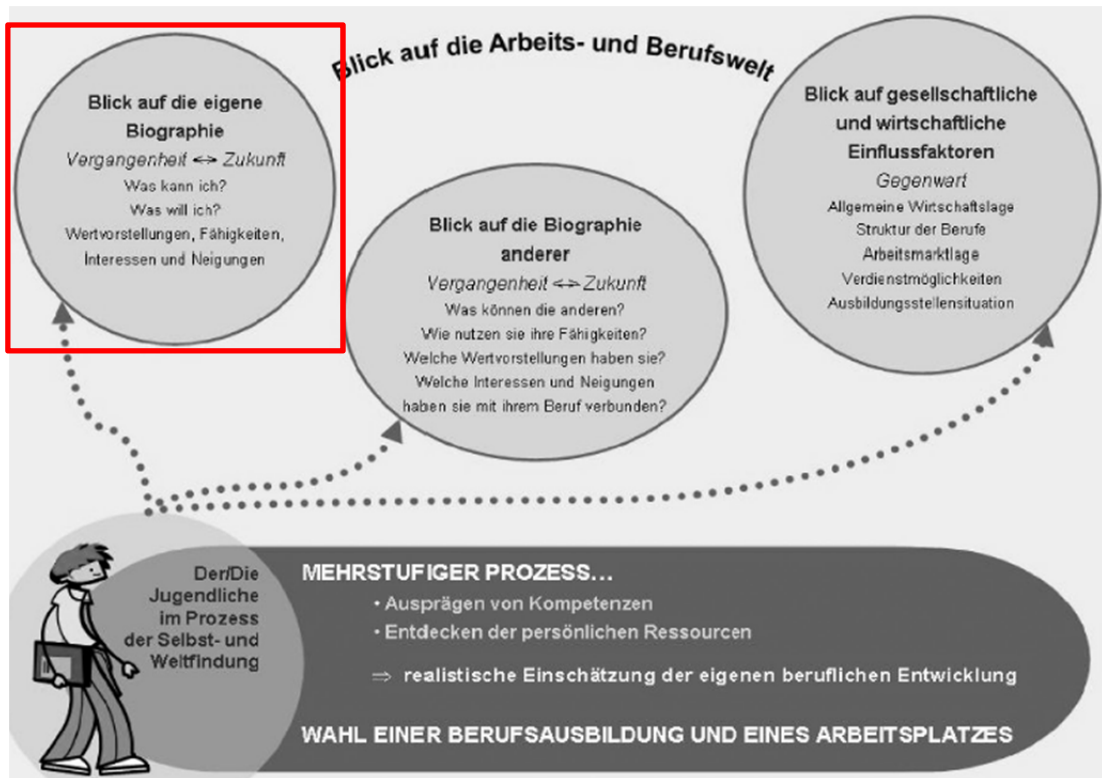 Blick auf die Arbeits- und Berufswelt
Blick auf die eigene
Biographie
Vergangenheit <-> Zukunft
Was kann ich?
Was will ich?
Wertvorstellungen, Fähigkeiten,
Interessen und Neigungen
Blick auf die Biographie
anderer
Vergangenheit <-> Zukunft
Was können die anderen?
Wie nutzen sie ihre Fähigkeiten?
Welche Wertvorstellungen haben sie?
Welche Interessen und Neigungen
haben sie mit ihrem Beruf verbunden?
Blick auf gesellschaftliche
und wirtschaftliche
Einflussfaktoren
Gegenwart
Allgemeine Wirtschaftslage
Struktur der Berufe
Arbeitsmarktlage
Verdienstmöglichkeiten
Ausbildungsstellensituation
Der/Die
Jugendliche
im Prozess
der Selbst- und
Weltfindung
MEHRSTUFIGER PROZESS...
• Ausprägen von Kompetenzen
• Entdecken der persönlichen Ressourcen
⇒ realistische Einschätzung der eigenen beruflichen Entwicklung
WAHL EINER BERUFSAUSBILDUNG UND EINES ARBEITSPLATZES